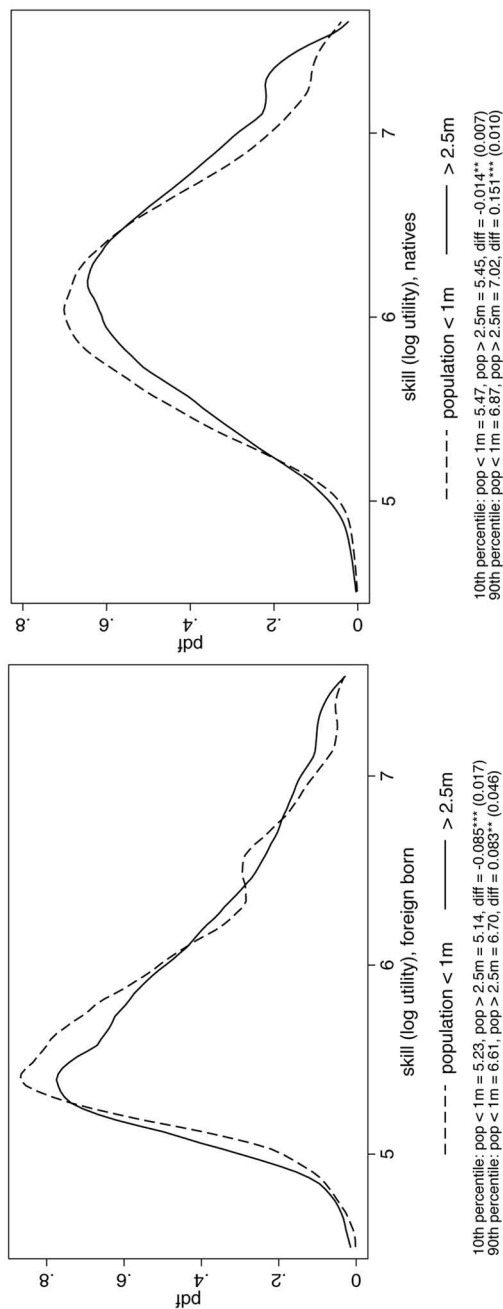 pdf
.8
.6
.4
.2
0
5
6
7
skill (log utility), foreign born
population < 1m
> 2.5m
10th percentile: pop < 1m = 5.23, pop > 2.5m = 5.14, diff = -0.085*** (0.017)
90th percentile: pop < 1m = 6.61, pop > 2.5m = 6.70, diff = 0.083** (0.046)
pdf
.8
.6
.4
.2
0
5
6
7
skill (log utility), natives
population < 1m
> 2.5m
10th percentile: pop < 1m = 5.47, pop > 2.5m = 5.45, diff = -0.014** (0.007)
90th percentile: pop < 1m = 6.87, pop > 2.5m = 7.02, diff = 0.151*** (0.010)